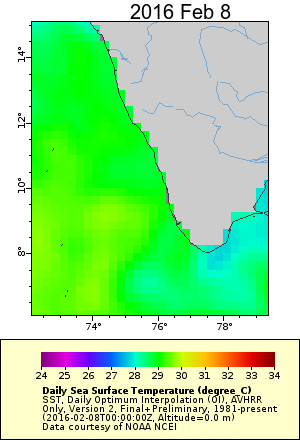 2016 Feb 8
14°
12°
10°
8°
74° 76° 78°
24 25 26 27 28 29 30 31 32 33 34
Daily Sea Surface Temperature (degree_C)
SST, Daily Optimum Interpolation (OI), AVHRR
Only, Version 2, Final+Preliminary, 1981-present
(2016-02-08T00:00:00Z, Altitude=0.0 m)
Data courtesy of NOAA NCEI